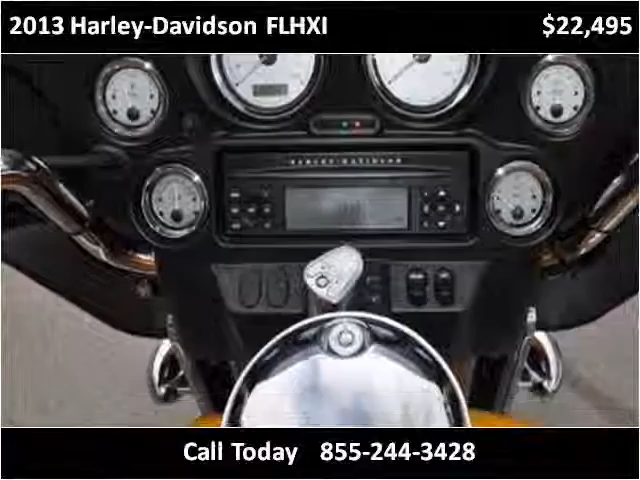 2013 Harley-Davidson FLHXI $22,495
HARLEY-DAVIDSON
Call Today 855-244-3428